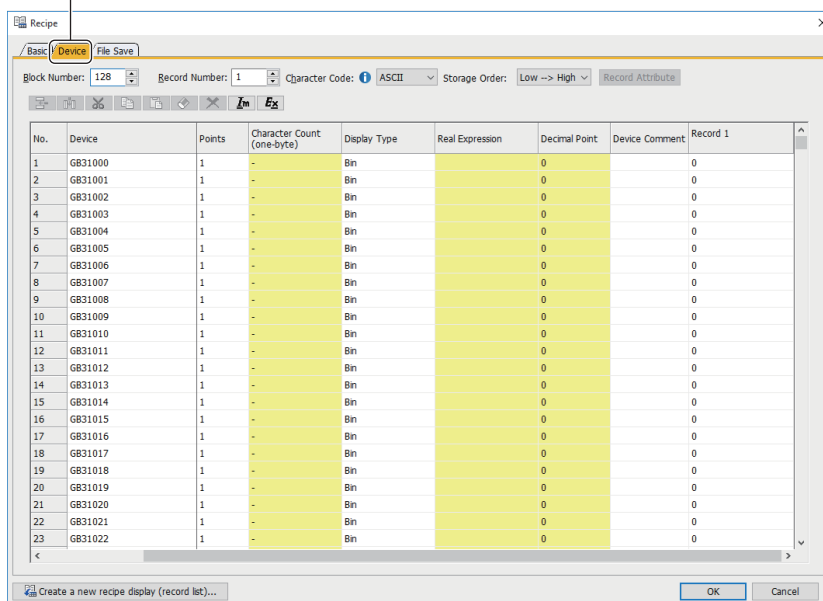 Recipe
Basic Device File Save
Block Number: 128 Record Number: 1 Character Code: ASCII Storage Order: Low --> High Record Attribute
Im Ex
No. Device Points Character Count (one-byte) Display Type Real Expression Decimal Point Device Comment Record 1
1 GB31000 1 - Bin 0 0
2 GB31001 1 - Bin 0 0
3 GB31002 1 - Bin 0 0
4 GB31003 1 - Bin 0 0
5 GB31004 1 - Bin 0 0
6 GB31005 1 - Bin 0 0
7 GB31006 1 - Bin 0 0
8 GB31007 1 - Bin 0 0
9 GB31008 1 - Bin 0 0
10 GB31009 1 - Bin 0 0
11 GB31010 1 - Bin 0 0
12 GB31011 1 - Bin 0 0
13 GB31012 1 - Bin 0 0
14 GB31013 1 - Bin 0 0
15 GB31014 1 - Bin 0 0
16 GB31015 1 - Bin 0 0
17 GB31016 1 - Bin 0 0
18 GB31017 1 - Bin 0 0
19 GB31018 1 - Bin 0 0
20 GB31019 1 - Bin 0 0
21 GB31020 1 - Bin 0 0
22 GB31021 1 - Bin 0 0
23 GB31022 1 - Bin 0 0
Create a new recipe display (record list)... OK Cancel